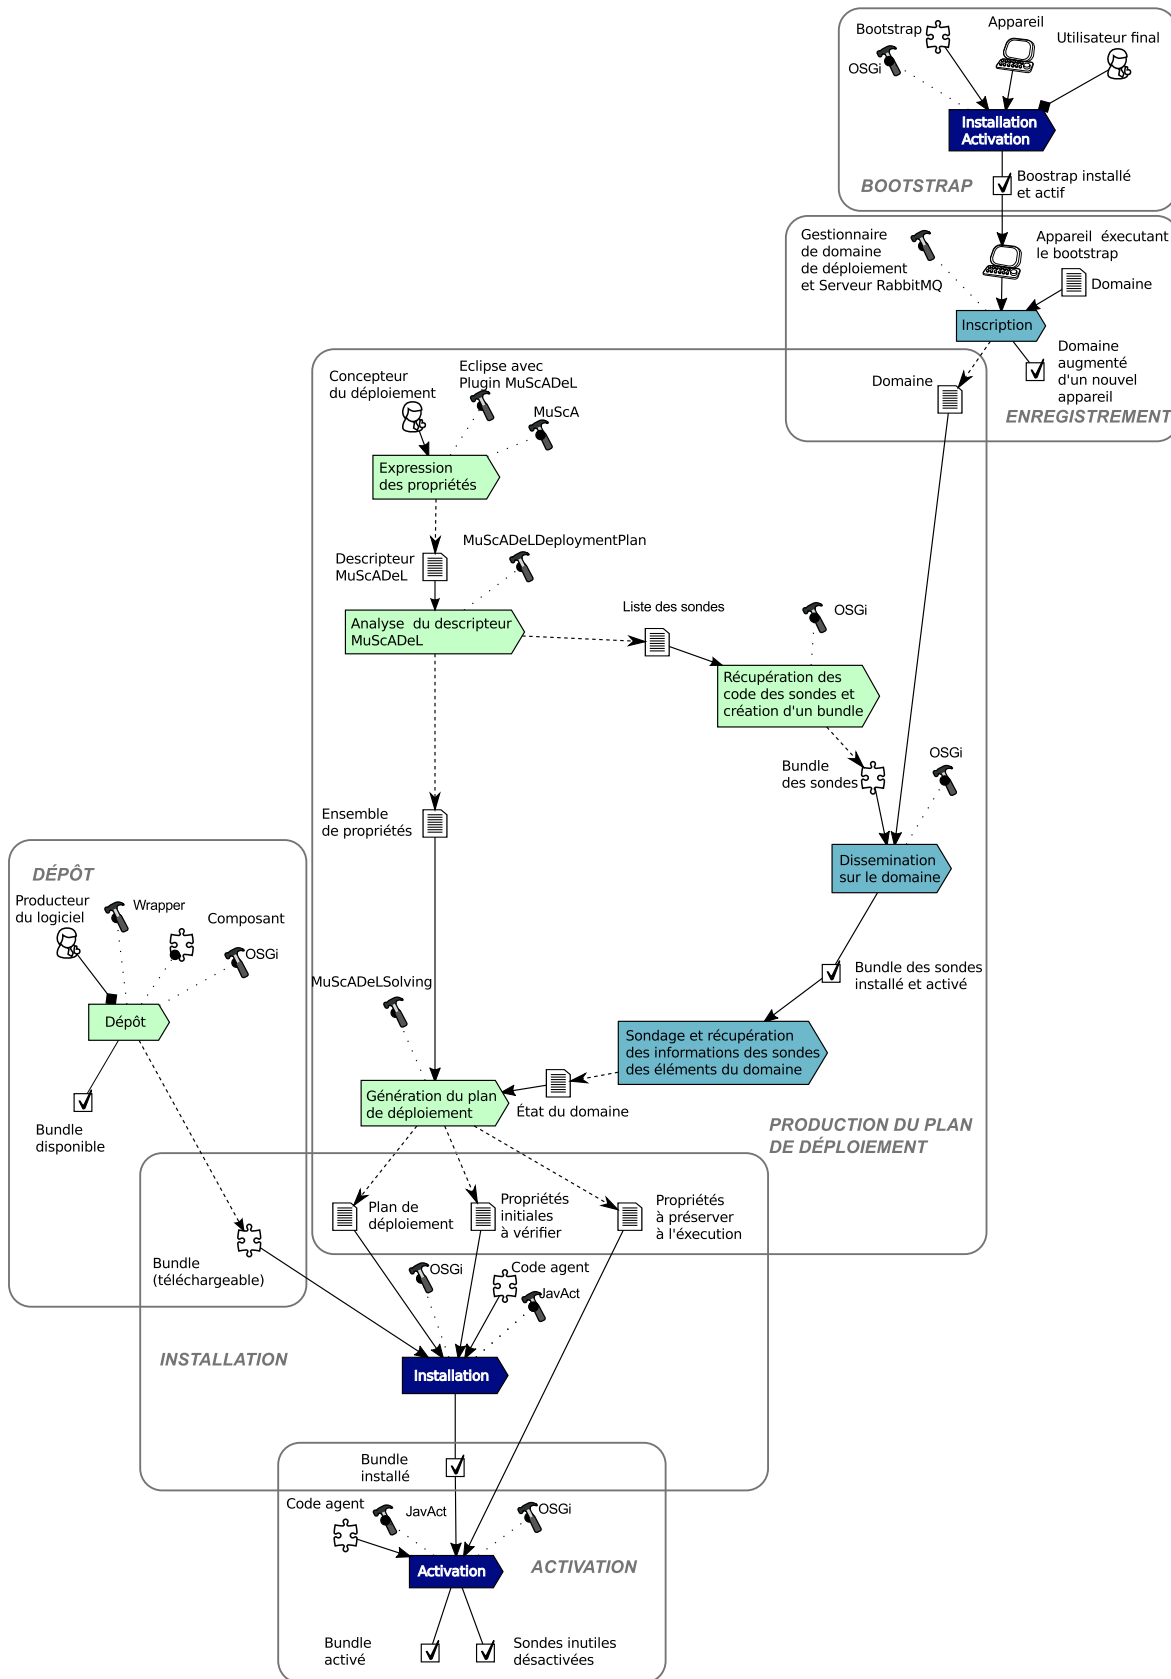 Bootstrap
Appareil
Utilisateur final
OSGi
Installation
Activation
BOOTSTRAP
Boostrap installé
et actif
Gestionnaire
de domaine
de déploiement
et Serveur RabbitMQ
Appareil éxecutant
le bootstrap
Domaine
Inscription
Domaine
augmenté
d'un nouvel
appareil
ENREGISTREMENT
Domaine
Concepteur
du déploiement
Eclipse avec
Plugin MuScADeL
MuScA
Expression
des propriétés
Descripteur
MuScADeL
MuScADeLDeploymentPlan
Analyse du descripteur
MuScADeL
Liste des sondes
OSGi
Récupération des
code des sondes et
création d'un bundle
Bundle
des sondes
OSGi
Ensemble
de propriétés
Dissemination
sur le domaine
DÉPÔT
Producteur
du logiciel
Wrapper
Composant
OSGi
Dépôt
Bundle
disponible
Bundle des sondes
installé et activé
MuScADeLSolving
Sondage et récupération
des informations des sondes
des éléments du domaine
Génération du plan
de déploiement
État du domaine
PRODUCTION DU PLAN
DE DÉPLOIEMENT
Plan de
déploiement
Propriétés
initiales
à vérifier
Propriétés
à préserver
à l'éxecution
Bundle
(téléchargeable)
OSGi
Code agent
JavAct
INSTALLATION
Installation
Bundle
installé
Code agent
JavAct
OSGi
Activation
ACTIVATION
Bundle
activé
Sondes inutiles
désactivées